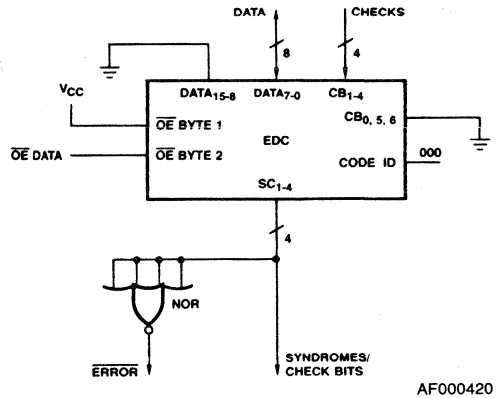 DATA
CHECKS
8
4
VCC
DATA15-8
DATA7-0
CB1-4
OE BYTE 1
CB0, 5, 6
EDC
OE DATA
OE BYTE 2
CODE ID
000
SC1-4
4
NOR
ERROR
SYNDROMES/
CHECK BITS
AF000420